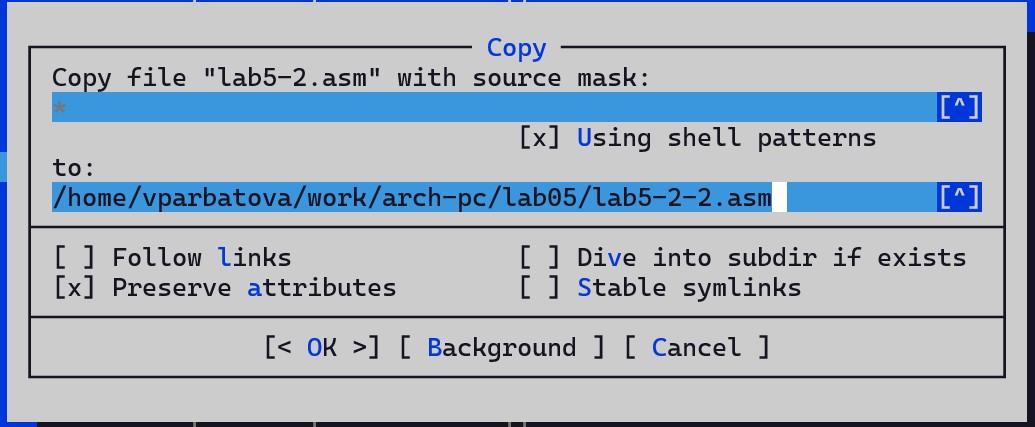 Copy
Copy file "lab5-2.asm" with source mask:
* [^]
[x] Using shell patterns
to:
/home/vparbatova/work/arch-pc/lab05/lab5-2-2.asm [^]
[ ] Follow links [ ] Dive into subdir if exists
[x] Preserve attributes [ ] Stable symlinks
[< OK >] [ Background ] [ Cancel ]